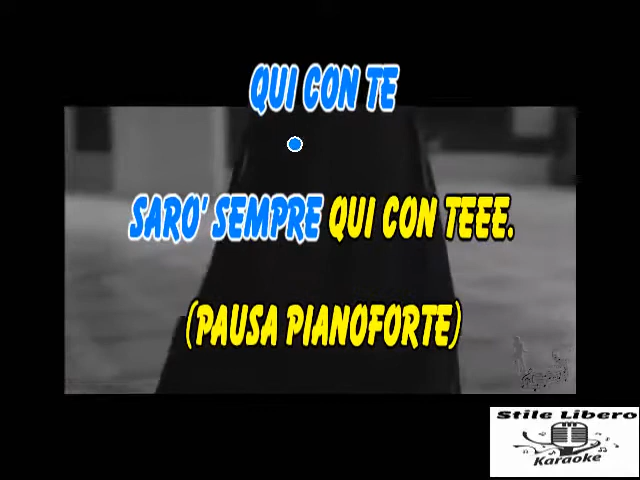 QUI CON TE
SARO' SEMPRE QUI CON TEEE.
(PAUSA PIANOFORTE)
Stile Libero
Karaoke